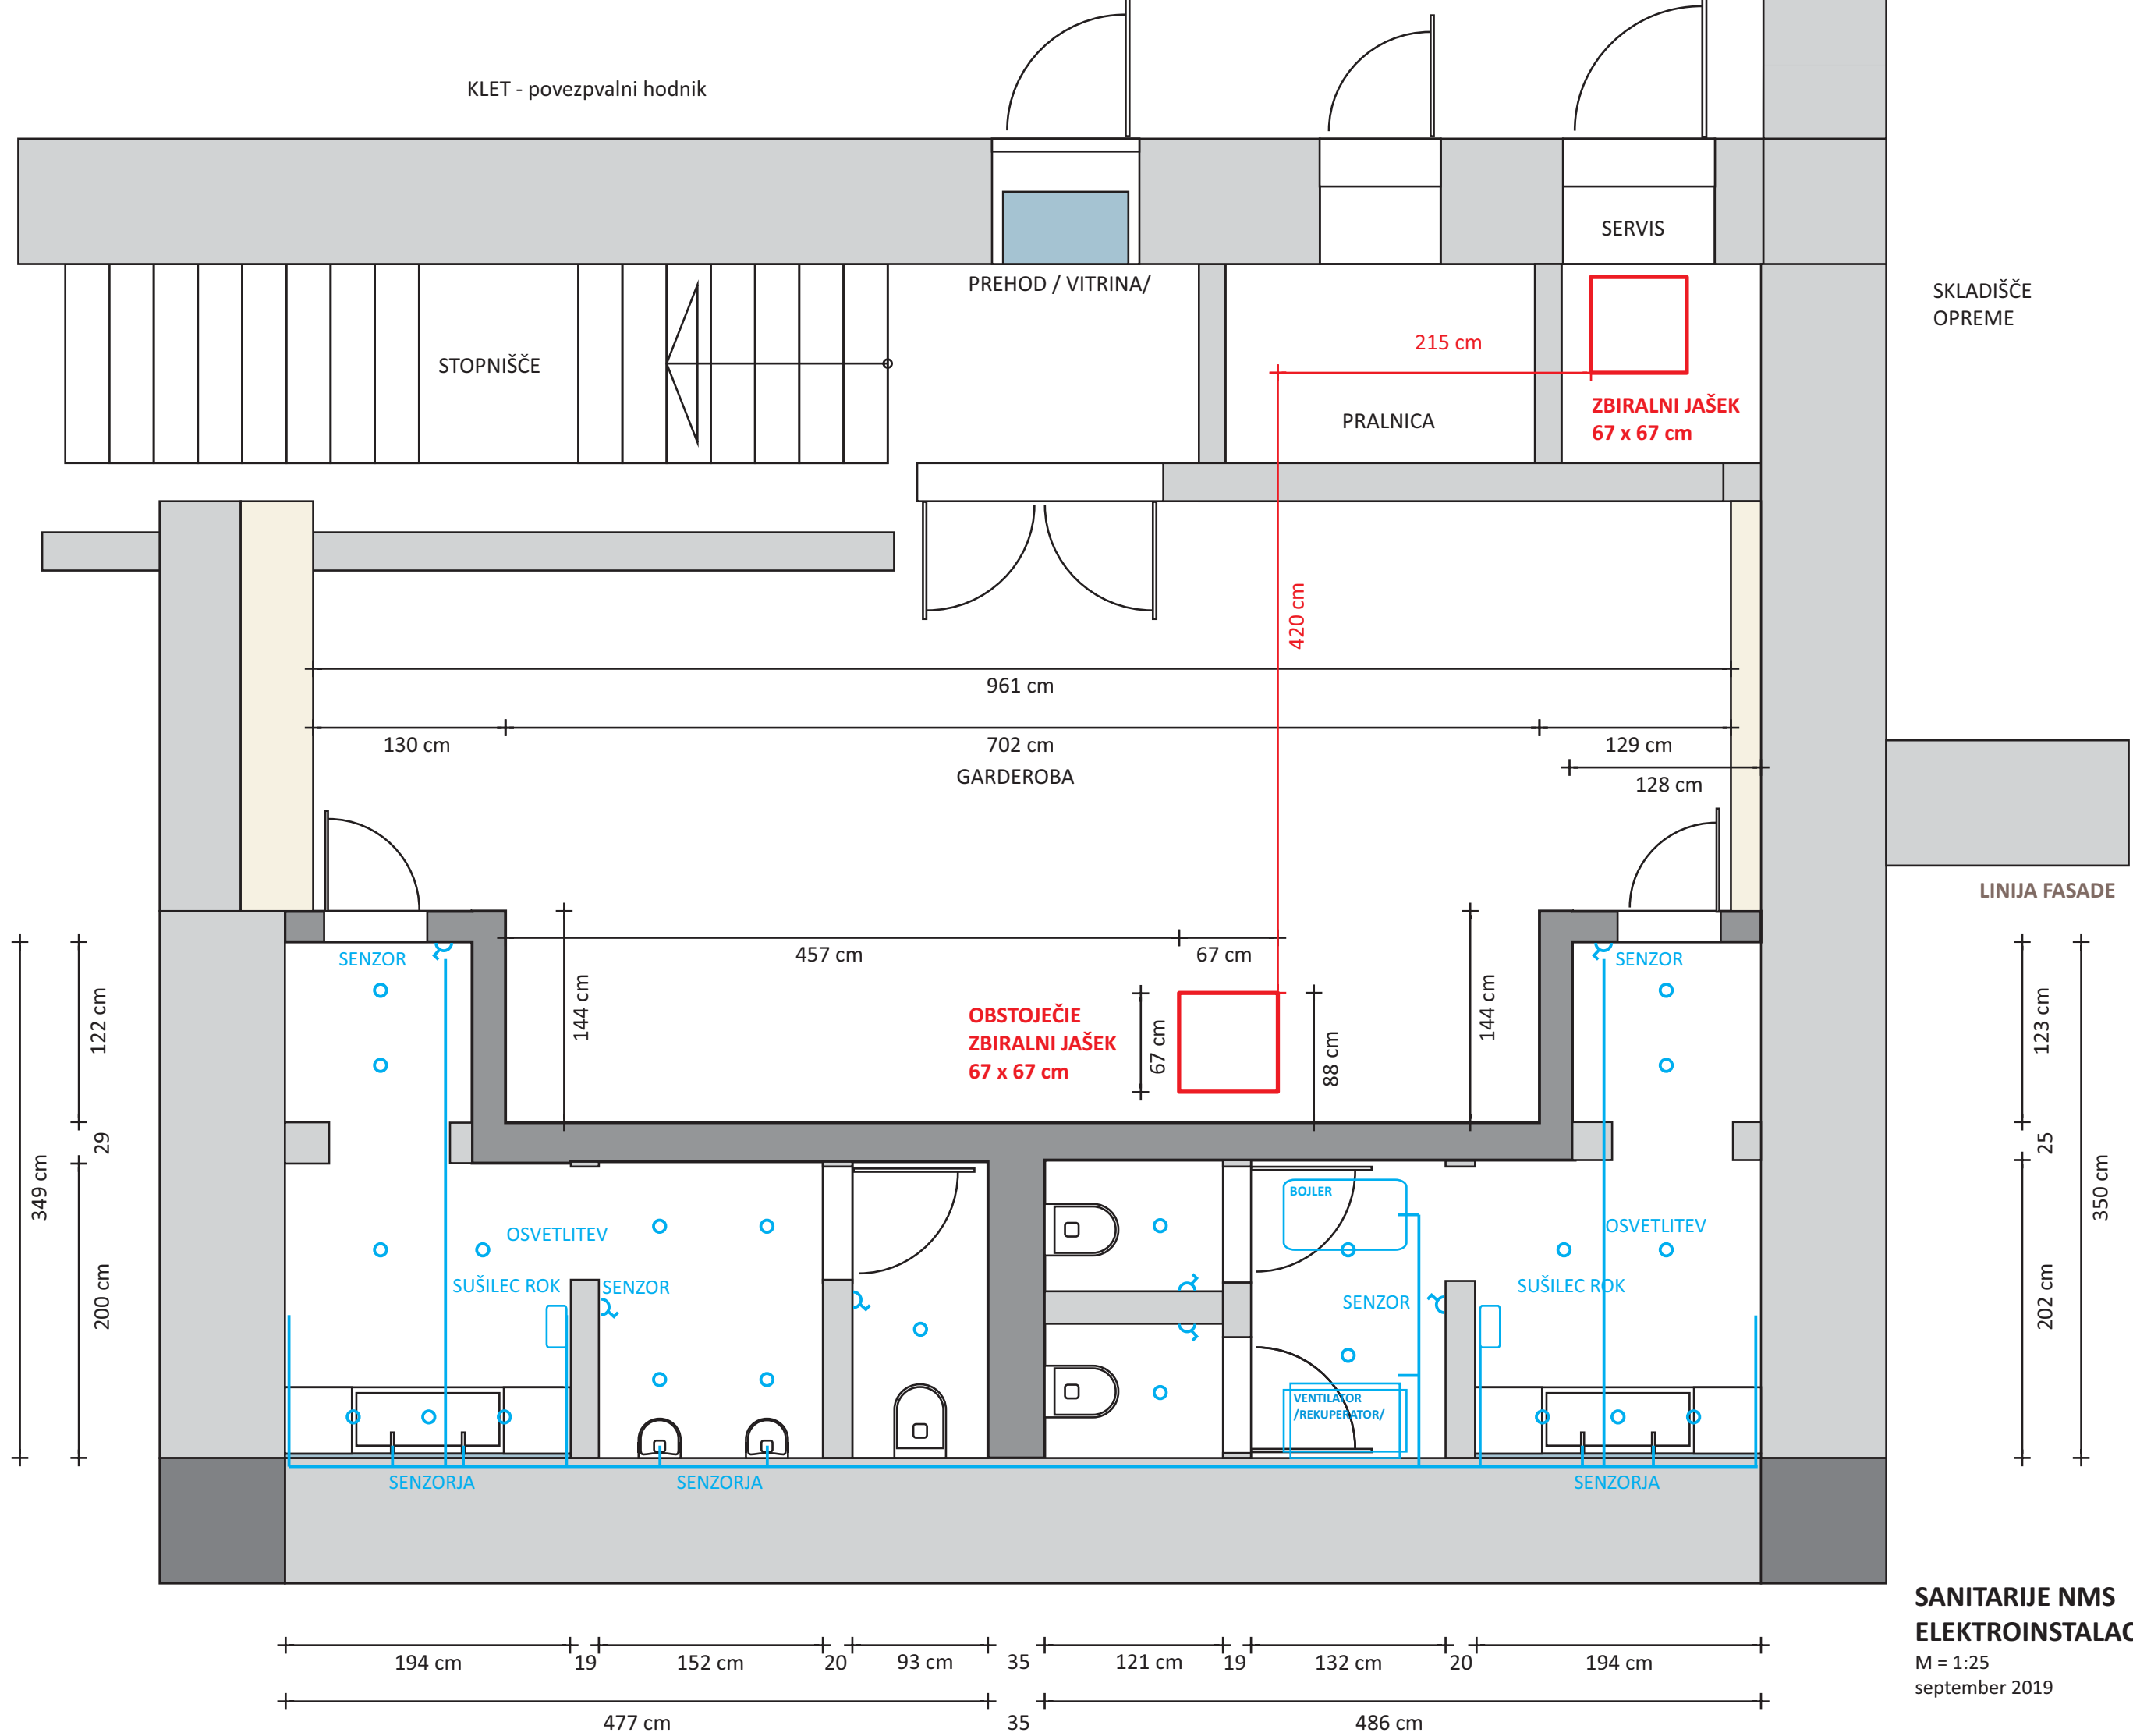 KLET - povezpvalni hodnik
SERVIS
PREHOD / VITRINA/
SKLADIŠČE
OPREME
STOPNIŠČE
215 cm
PRALNICA
ZBIRALNI JAŠEK
67 x 67 cm
420 cm
961 cm
130 cm
702 cm
129 cm
GARDEROBA
128 cm
LINIJA FASADE
457 cm
67 cm
SENZOR
SENZOR
122 cm
144 cm
OBSTOJEČIE
ZBIRALNI JAŠEK
67 x 67 cm
67 cm
88 cm
144 cm
123 cm
29
25
349 cm
350 cm
BOJLER
OSVETLITEV
OSVETLITEV
SUŠILEC ROK
SENZOR
SENZOR
SUŠILEC ROK
200 cm
202 cm
VENTILATOR
/REKUPERATOR/
SENZORJA
SENZORJA
SENZORJA
SANITARIJE NMS
ELEKTROINSTALAC
M = 1:25
september 2019
194 cm
19
152 cm
20
93 cm
35
121 cm
19
132 cm
20
194 cm
477 cm
35
486 cm